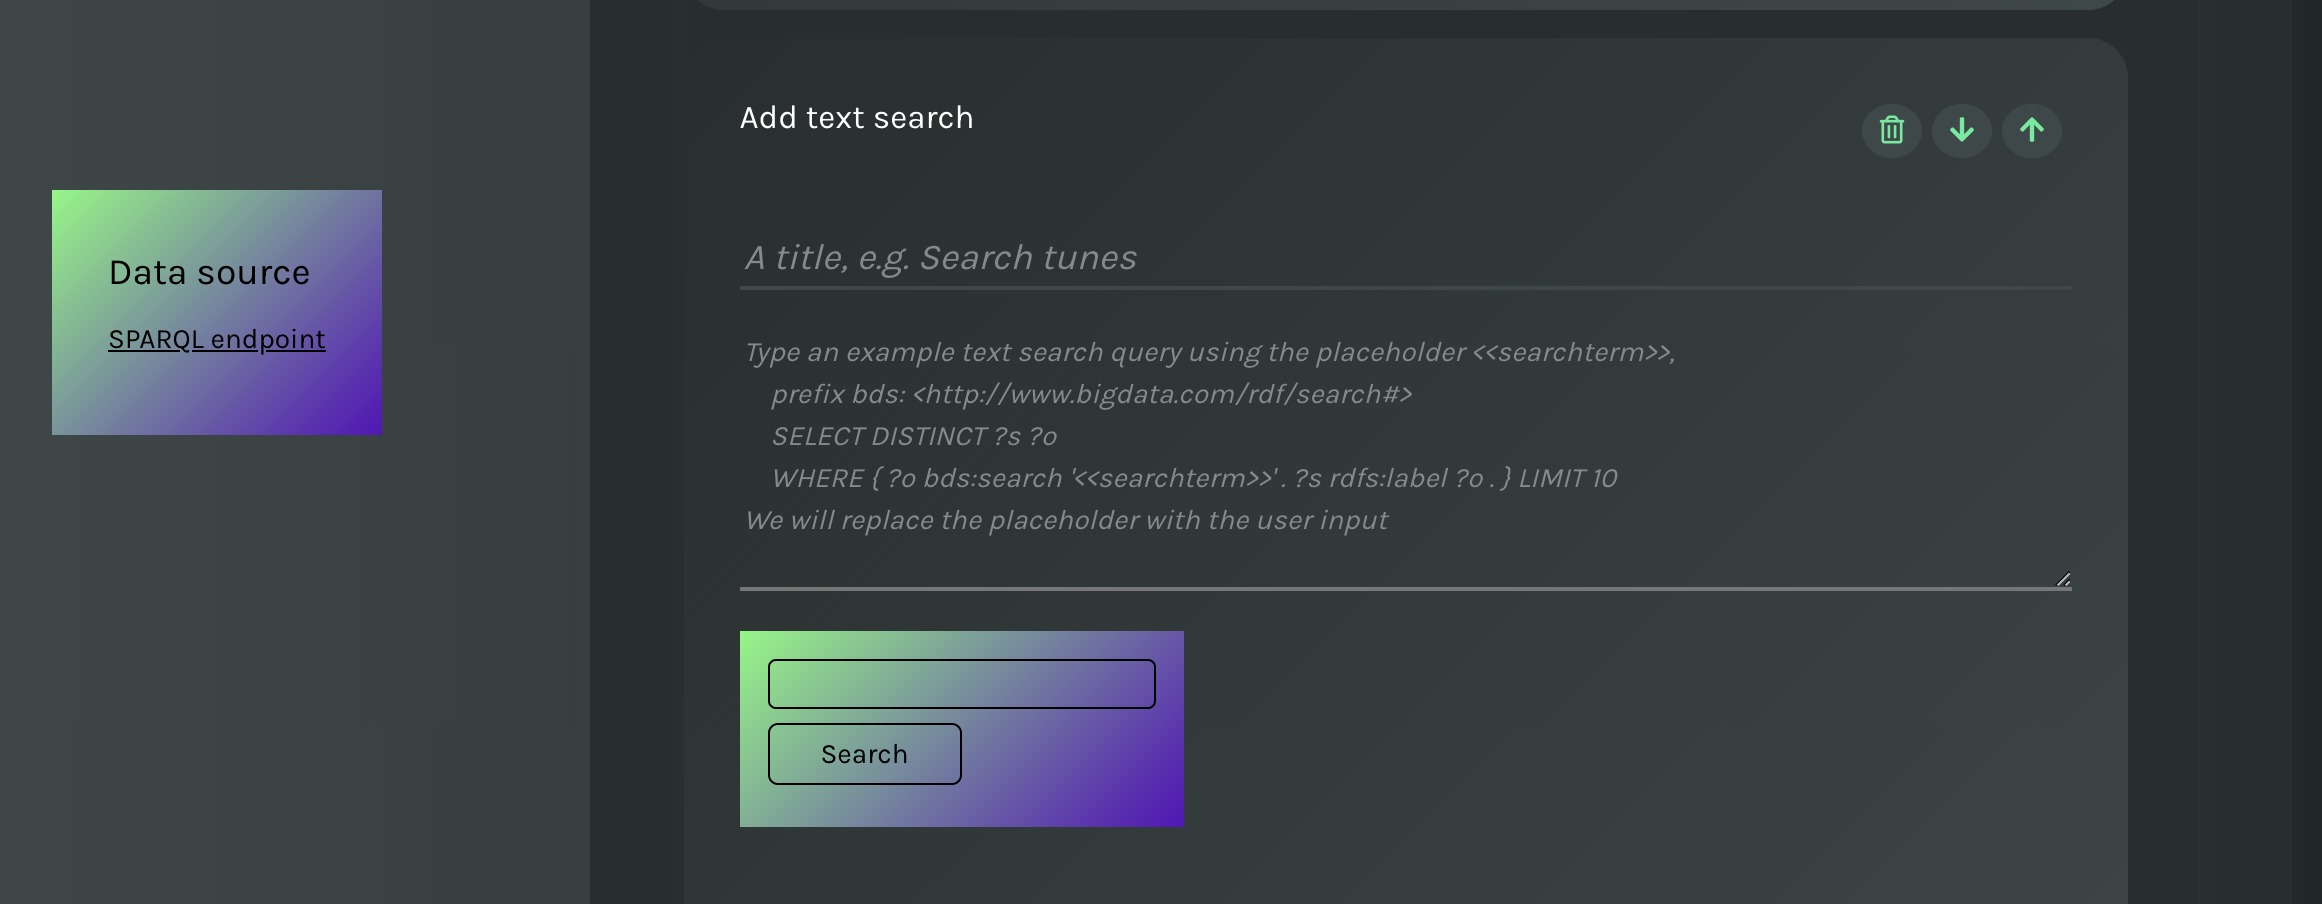 Add text search
Data source
SPARQL endpoint
A title, e.g. Search tunes
Type an example text search query using the placeholder <<searchterm>>,
prefix bds: <http://www.bigdata.com/rdf/search#>
SELECT DISTINCT ?s ?o
WHERE { ?o bds:search '<<searchterm>>' . ?s rdfs:label ?o . } LIMIT 10
We will replace the placeholder with the user input
Search